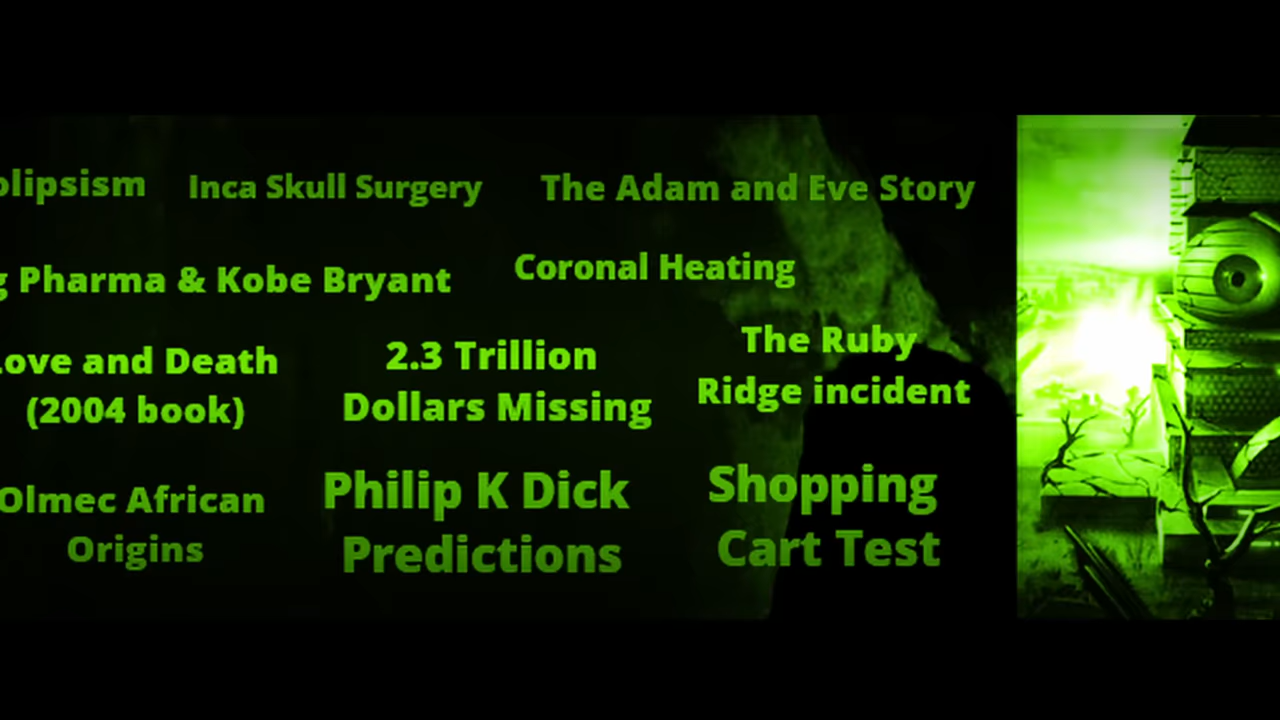 olipsism Inca Skull Surgery The Adam and Eve Story
g Pharma & Kobe Bryant Coronal Heating
ove and Death
(2004 book)
2.3 Trillion
Dollars Missing
The Ruby
Ridge incident
Olmec African
Origins
Philip K Dick
Predictions
Shopping
Cart Test